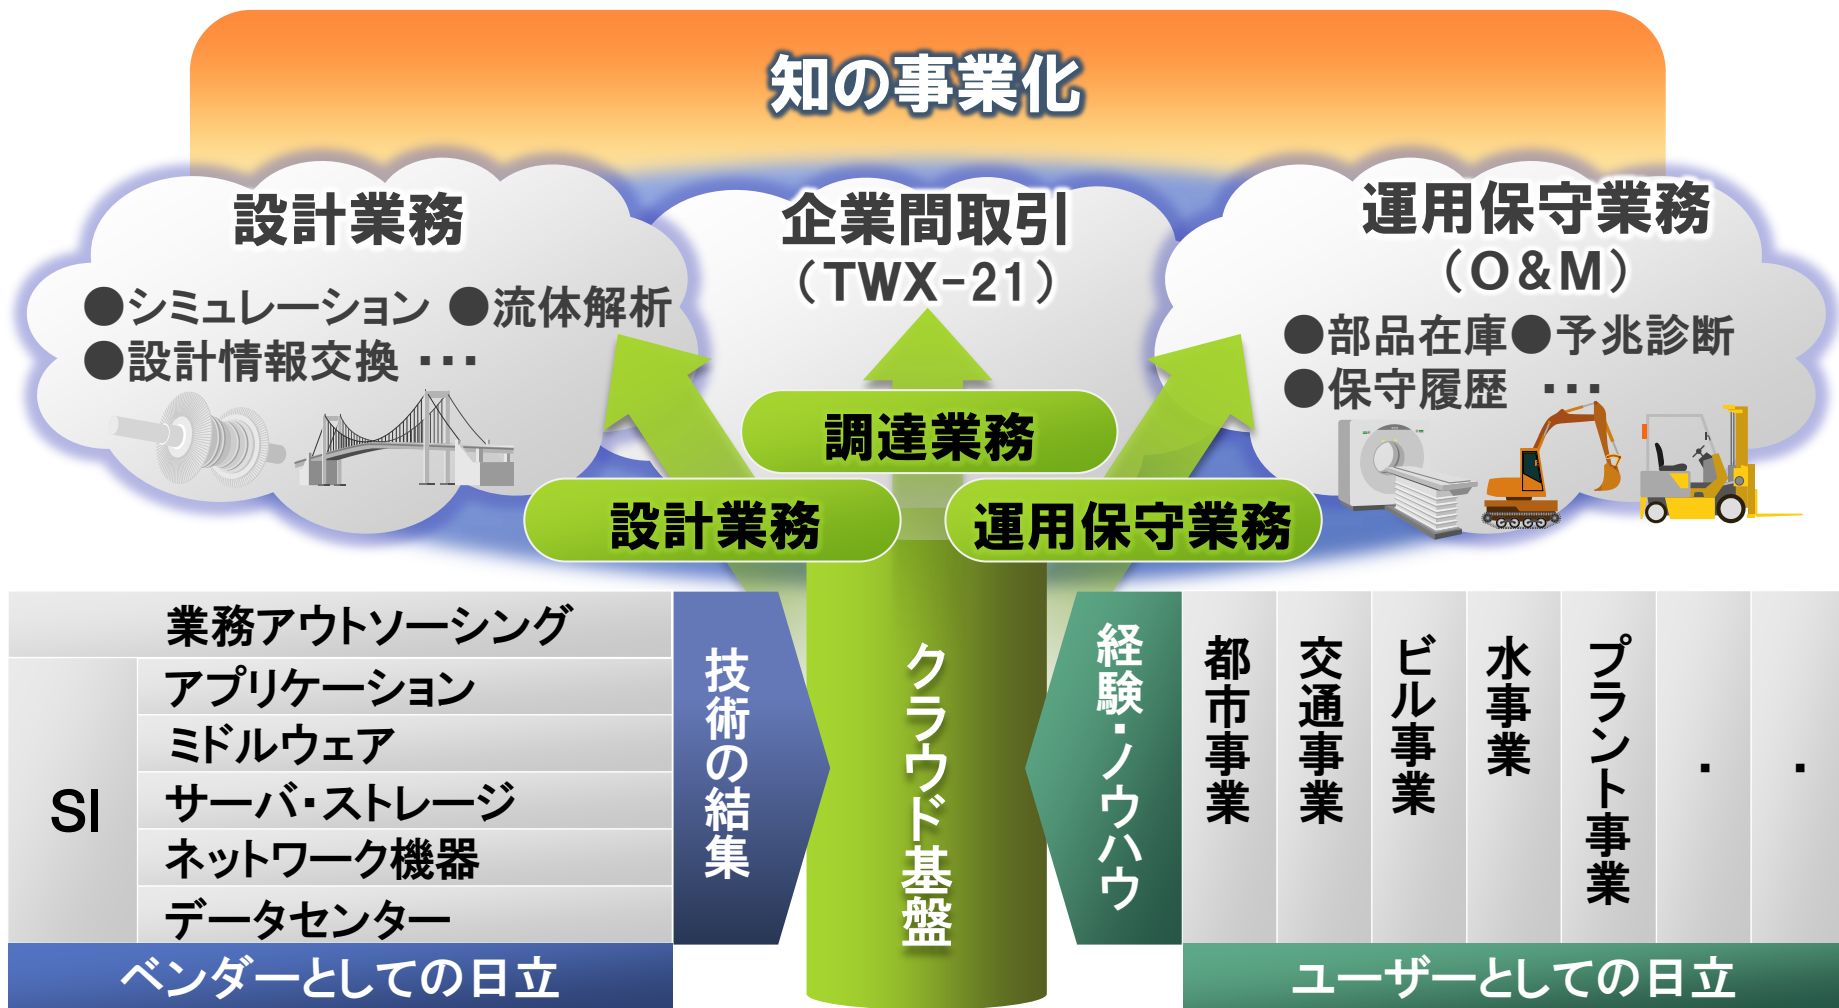 知の事業化
設計業務
●シミュレーション ●流体解析
●設計情報交換 ・・・
企業間取引
（TWX-21）
運用保守業務
（O&M）
●部品在庫●予兆診断
●保守履歴 ・・・
調達業務
設計業務
運用保守業務
業務アウトソーシング
SI
アプリケーション
ミドルウェア
サーバ・ストレージ
ネットワーク機器
データセンター
ベンダーとしての日立
技術の結集
クラウド基盤
経験・ノウハウ
都市事業
交通事業
ビル事業
水事業
プラント事業
・
・
ユーザーとしての日立